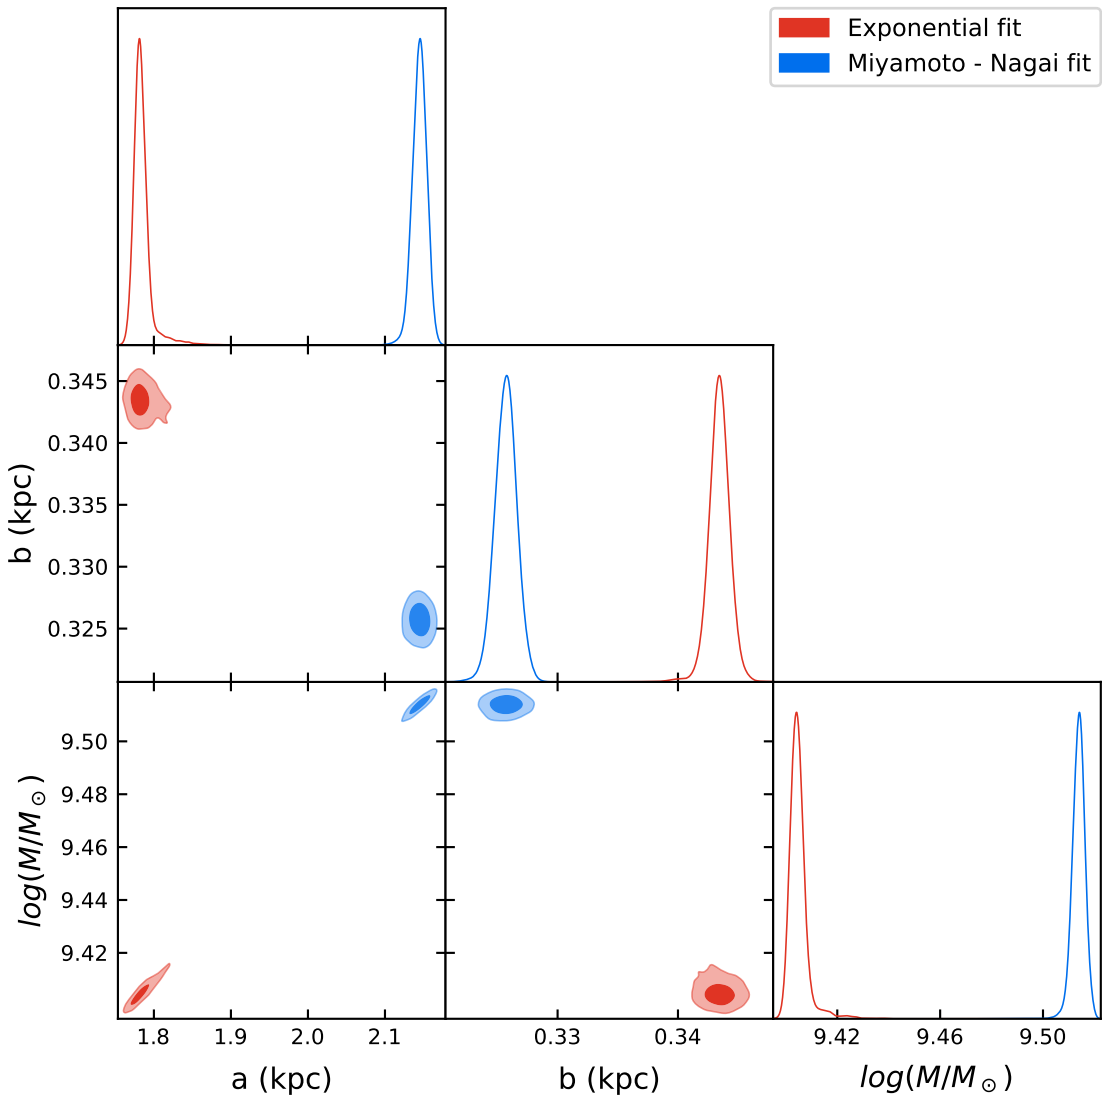 Exponential fit
Miyamoto - Nagai fit
0.345
0.340
0.335
0.330
0.325
b (kpc)
9.50
9.48
9.46
9.44
9.42
log(M/M⊙)
1.8 1.9 2.0 2.1
0.33 0.34
9.42 9.46 9.50
a (kpc)
b (kpc)
log(M/M⊙)